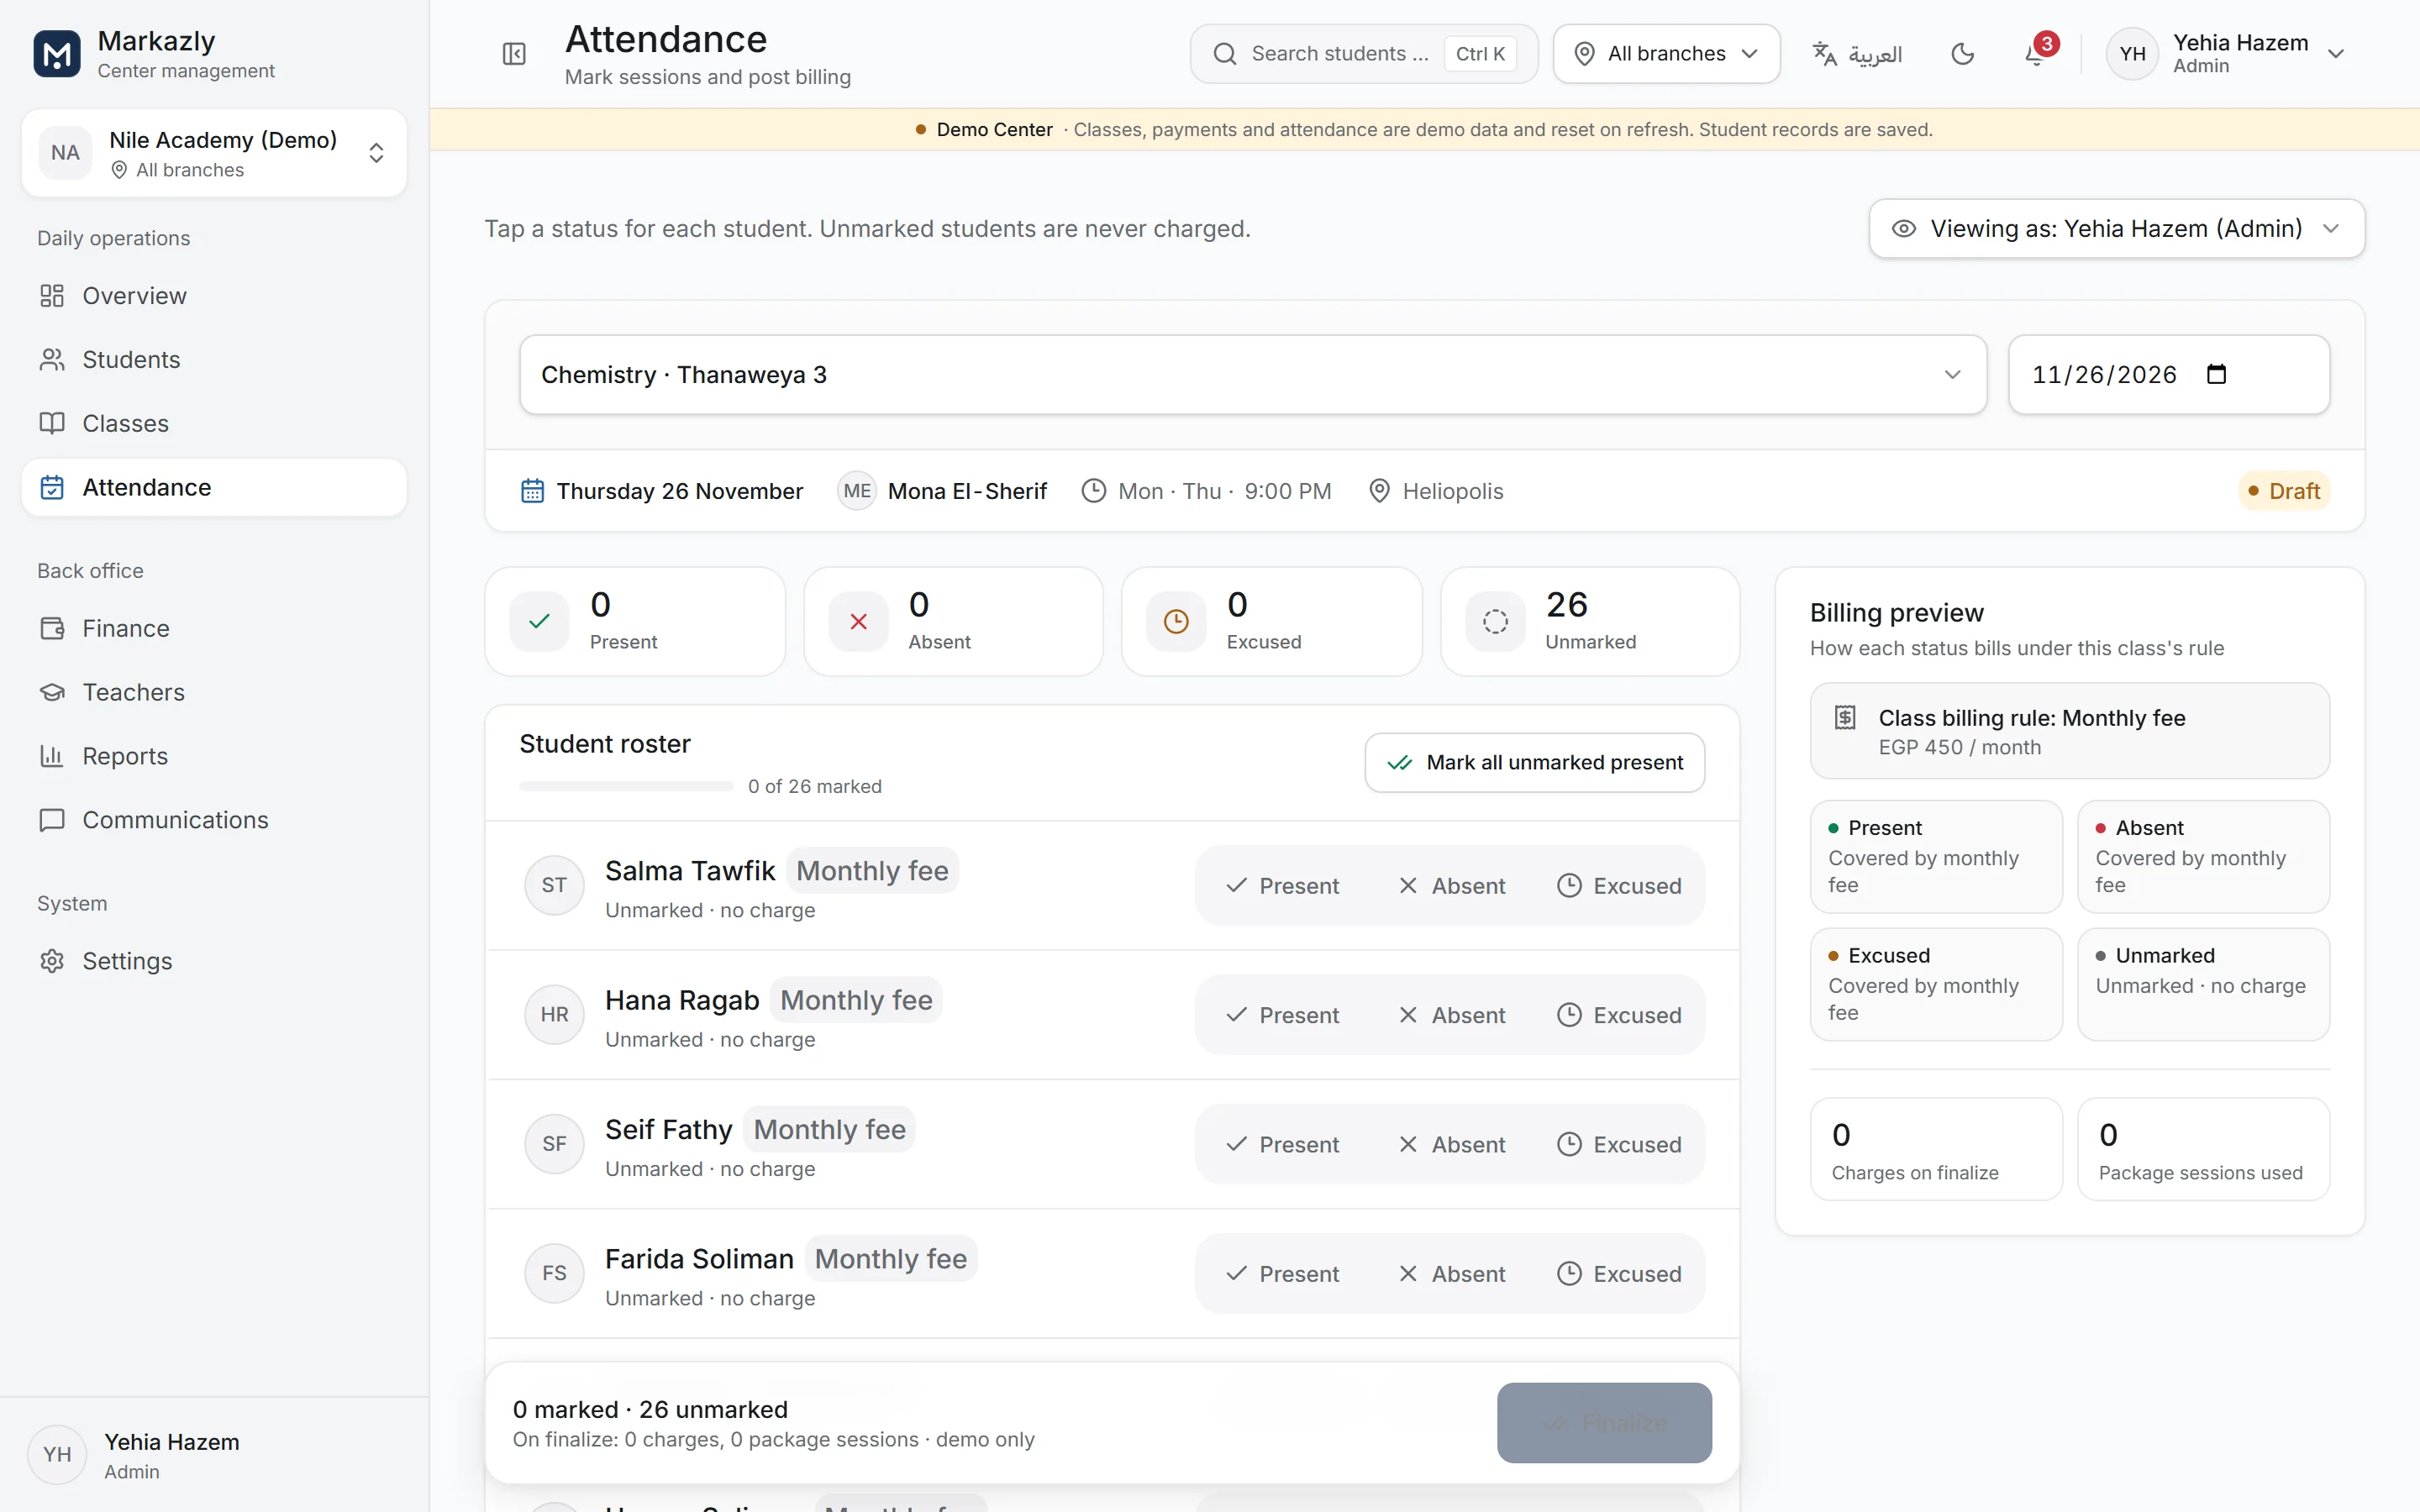 Markazly
Center management
NA
Nile Academy (Demo)
All branches
Daily operations
Overview
Students
Classes
Attendance
Back office
Finance
Teachers
Reports
Communications
System
Settings
YH
Yehia Hazem
Admin
Attendance
Mark sessions and post billing
Search students ...
Ctrl K
All branches
العربية
3
YH
Yehia Hazem
Admin
Demo Center · Classes, payments and attendance are demo data and reset on refresh. Student records are saved.
Tap a status for each student. Unmarked students are never charged.
Viewing as: Yehia Hazem (Admin)
Chemistry · Thanaweya 3
11/26/2026
Thursday 26 November
ME
Mona El-Sherif
Mon · Thu · 9:00 PM
Heliopolis
Draft
0
Present
0
Absent
0
Excused
26
Unmarked
Student roster
0 of 26 marked
Mark all unmarked present
ST
Salma Tawfik
Monthly fee
Unmarked · no charge
Present
Absent
Excused
HR
Hana Ragab
Monthly fee
Unmarked · no charge
Present
Absent
Excused
SF
Seif Fathy
Monthly fee
Unmarked · no charge
Present
Absent
Excused
FS
Farida Soliman
Monthly fee
Unmarked · no charge
Present
Absent
Excused
0 marked · 26 unmarked
On finalize: 0 charges, 0 package sessions · demo only
Finalize
Billing preview
How each status bills under this class's rule
Class billing rule: Monthly fee
EGP 450 / month
Present
Covered by monthly
fee
Absent
Covered by monthly
fee
Excused
Covered by monthly
fee
Unmarked
Unmarked · no charge
0
Charges on finalize
0
Package sessions used